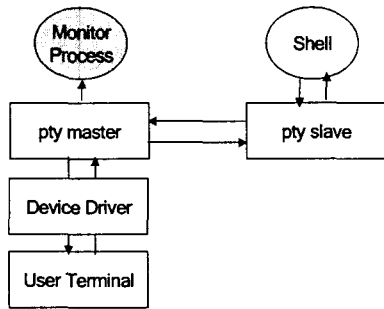 Monitor
Process
Shell
pty master
pty slave
Device Driver
User Terminal